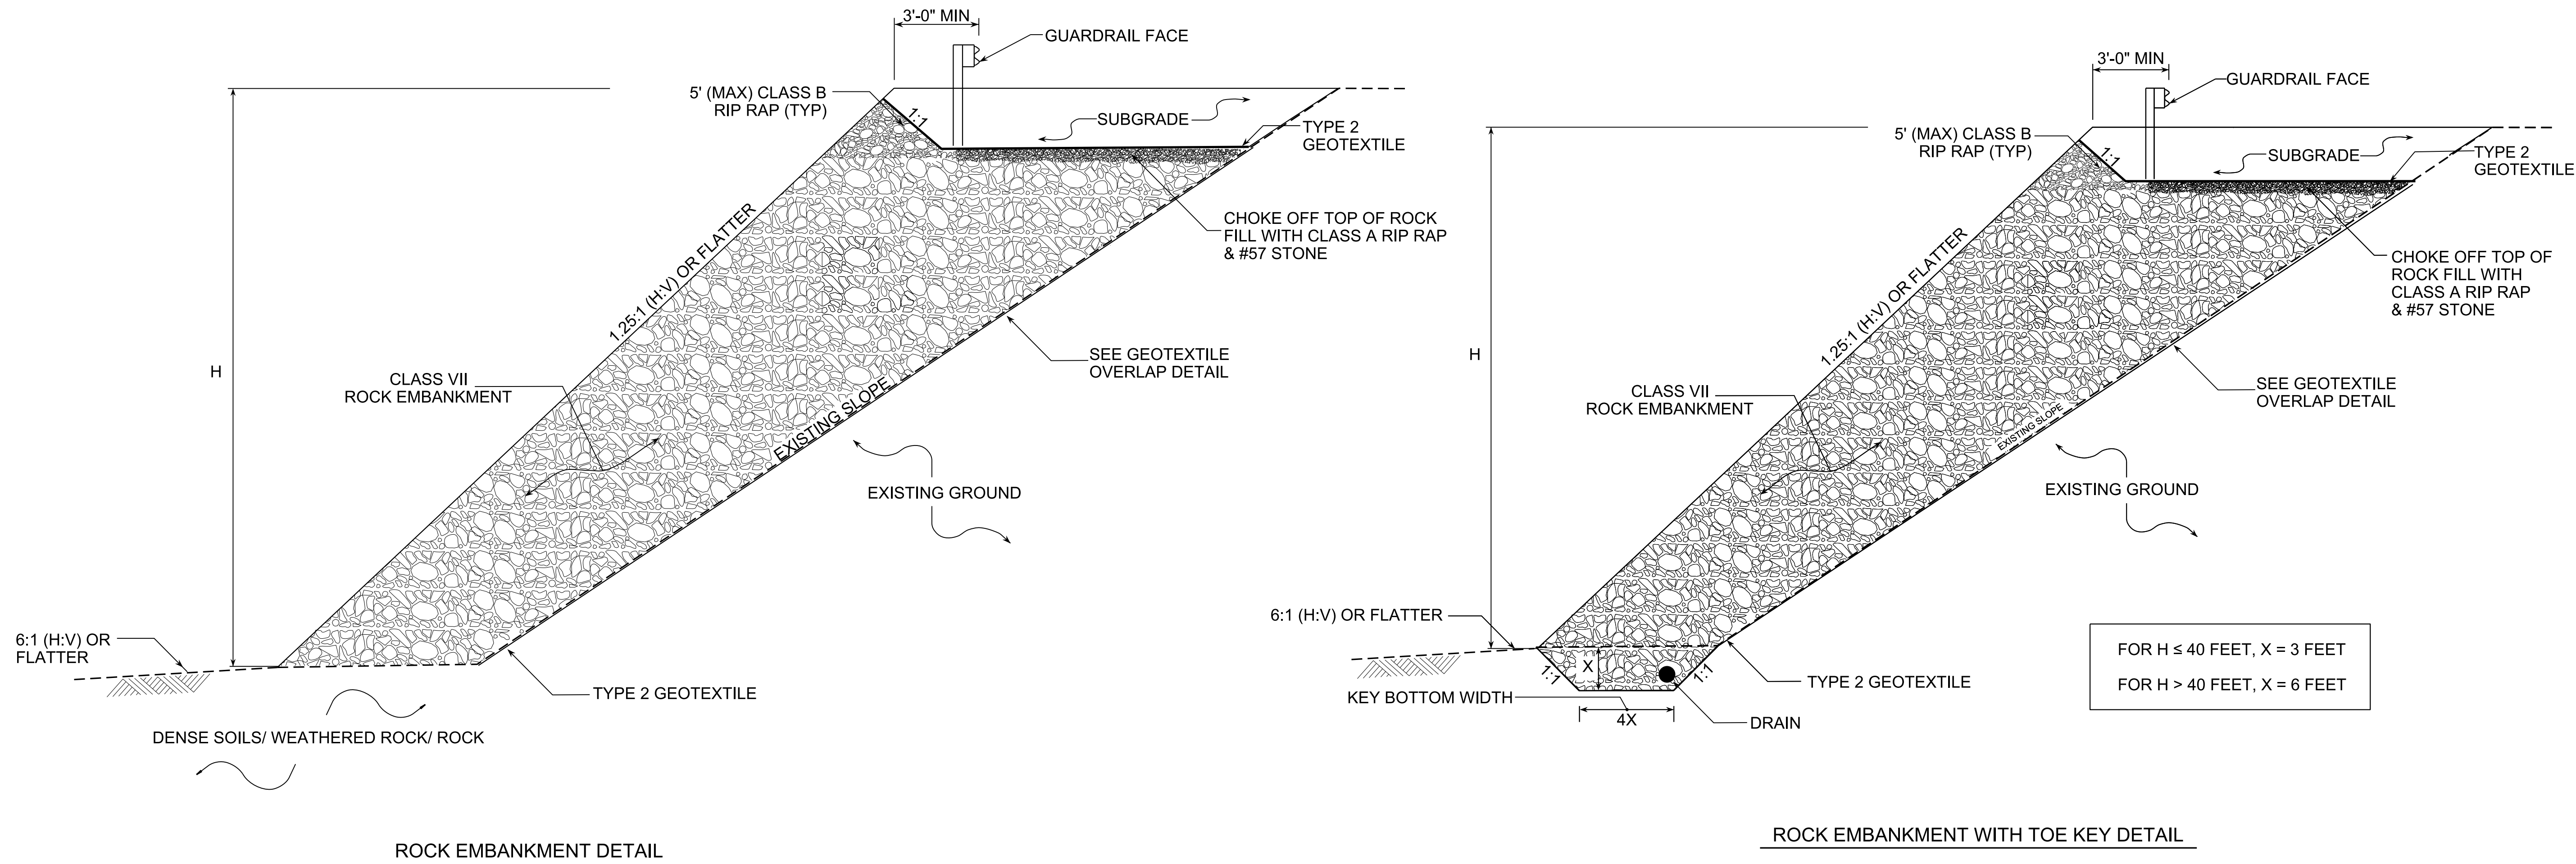 3'-0" MIN
GUARDRAIL FACE
5' (MAX) CLASS B
RIP RAP (TYP)
1:1
SUBGRADE
TYPE 2
GEOTEXTILE
CHOKE OFF TOP OF ROCK
FILL WITH CLASS A RIP RAP
& #57 STONE
1.25:1 (H:V) OR FLATTER
H
SEE GEOTEXTILE
OVERLAP DETAIL
CLASS VII
ROCK EMBANKMENT
EXISTING SLOPE
EXISTING GROUND
6:1 (H:V) OR
FLATTER
TYPE 2 GEOTEXTILE
DENSE SOILS/ WEATHERED ROCK/ ROCK
ROCK EMBANKMENT DETAIL
3'-0" MIN
GUARDRAIL FACE
5' (MAX) CLASS B
RIP RAP (TYP)
1:1
SUBGRADE
TYPE 2
GEOTEXTILE
CHOKE OFF TOP OF
ROCK FILL WITH
CLASS A RIP RAP
& #57 STONE
1.25:1 (H:V) OR FLATTER
H
SEE GEOTEXTILE
OVERLAP DETAIL
CLASS VII
ROCK EMBANKMENT
EXISTING SLOPE
EXISTING GROUND
6:1 (H:V) OR FLATTER
X
1:1
1:1
TYPE 2 GEOTEXTILE
KEY BOTTOM WIDTH
4X
DRAIN
FOR H ≤ 40 FEET, X = 3 FEET
FOR H > 40 FEET, X = 6 FEET
ROCK EMBANKMENT WITH TOE KEY DETAIL